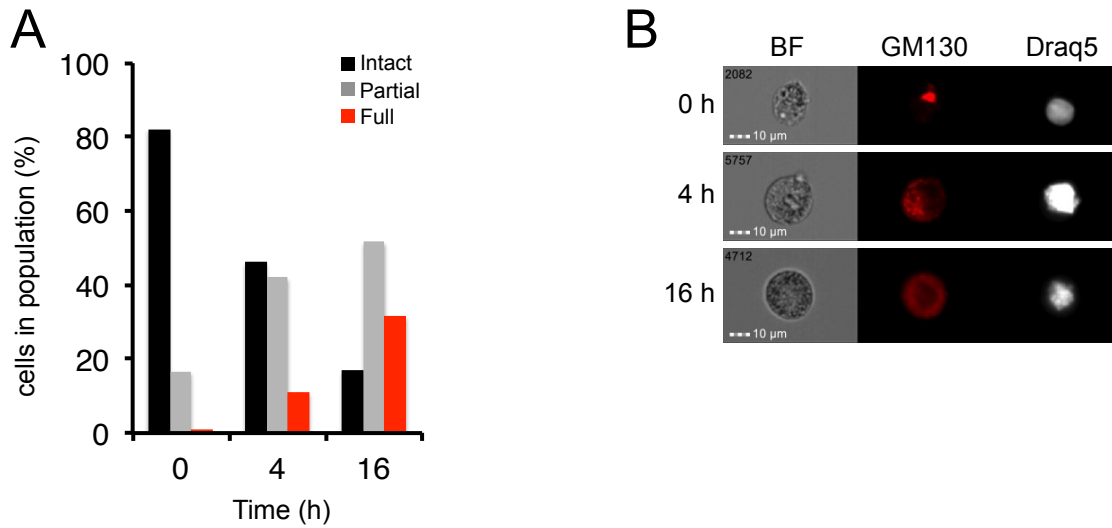 A
100
80
60
40
20
0
cells in population (%)
Intact
Partial
Full
0 4 16
Time (h)
B
BF GM130 Draq5
0 h
2082
10 µm
4 h
5757
10 µm
16 h
4712
10 µm